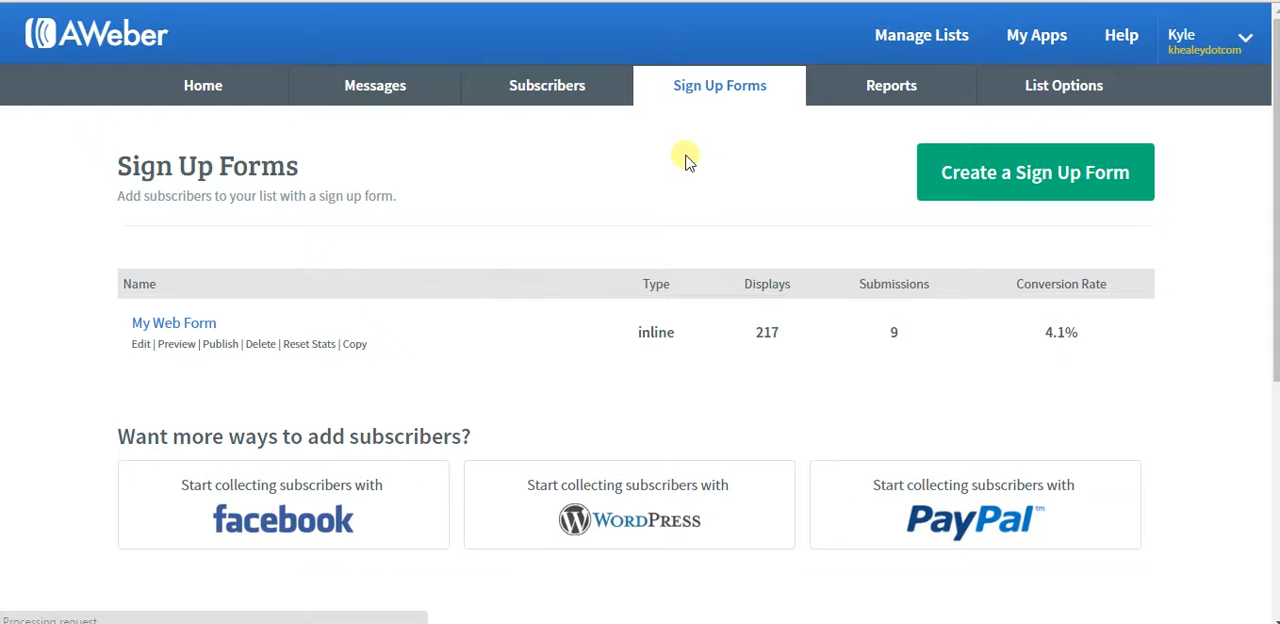 AWeber
Manage Lists
My Apps
Help
Kyle
khealeydotcom
Home
Messages
Subscribers
Sign Up Forms
Reports
List Options
Sign Up Forms
Add subscribers to your list with a sign up form.
Create a Sign Up Form
Name Type Displays Submissions Conversion Rate
My Web Form
inline 217 9 4.1%
Edit | Preview | Publish | Delete | Reset Stats | Copy
Want more ways to add subscribers?
Start collecting subscribers with
facebook
Start collecting subscribers with
WORDPRESS
Start collecting subscribers with
PayPal™
Processing request